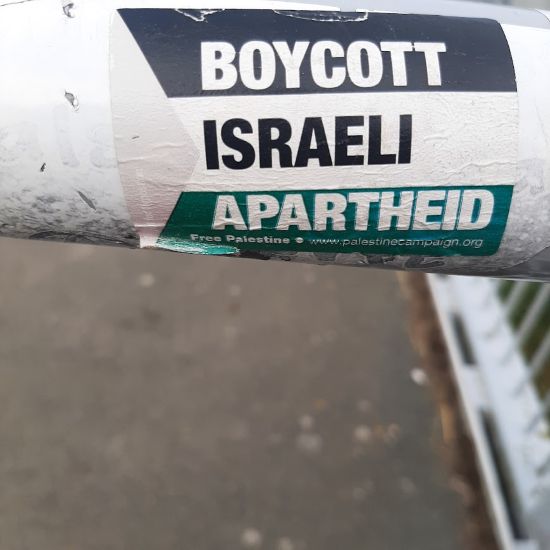 BOYCOTT
ISRAELI
APARTHEID
Free Palestine • www.palestinecampaign.org